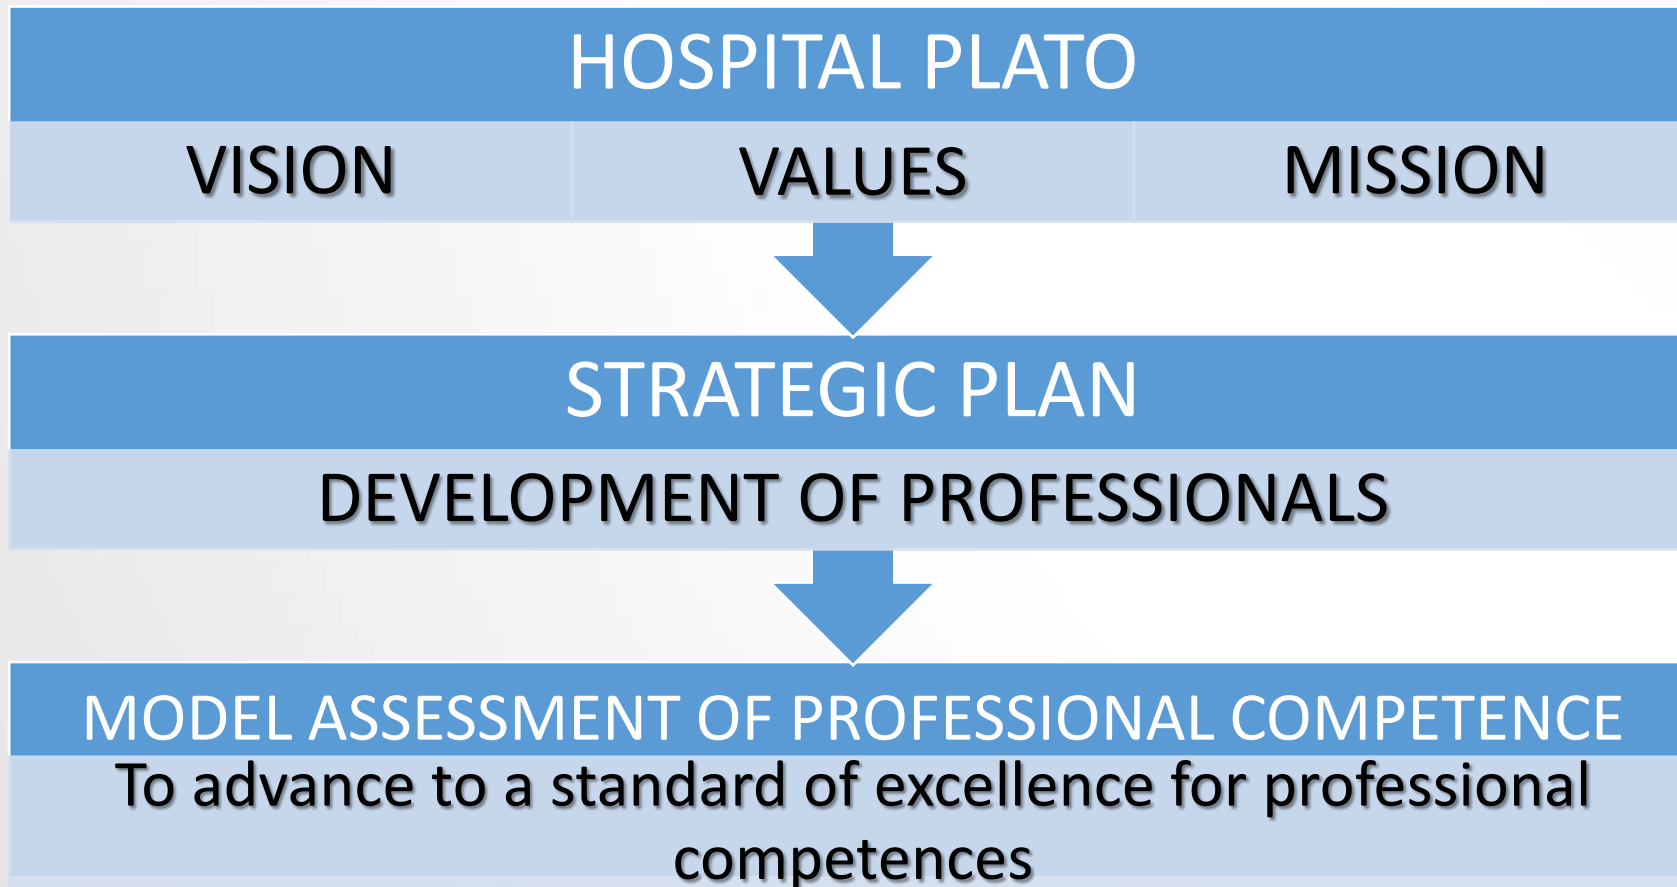 HOSPITAL PLATO
VISION VALUES MISSION
STRATEGIC PLAN
DEVELOPMENT OF PROFESSIONALS
MODEL ASSESSMENT OF PROFESSIONAL COMPETENCE
To advance to a standard of excellence for professional
competences